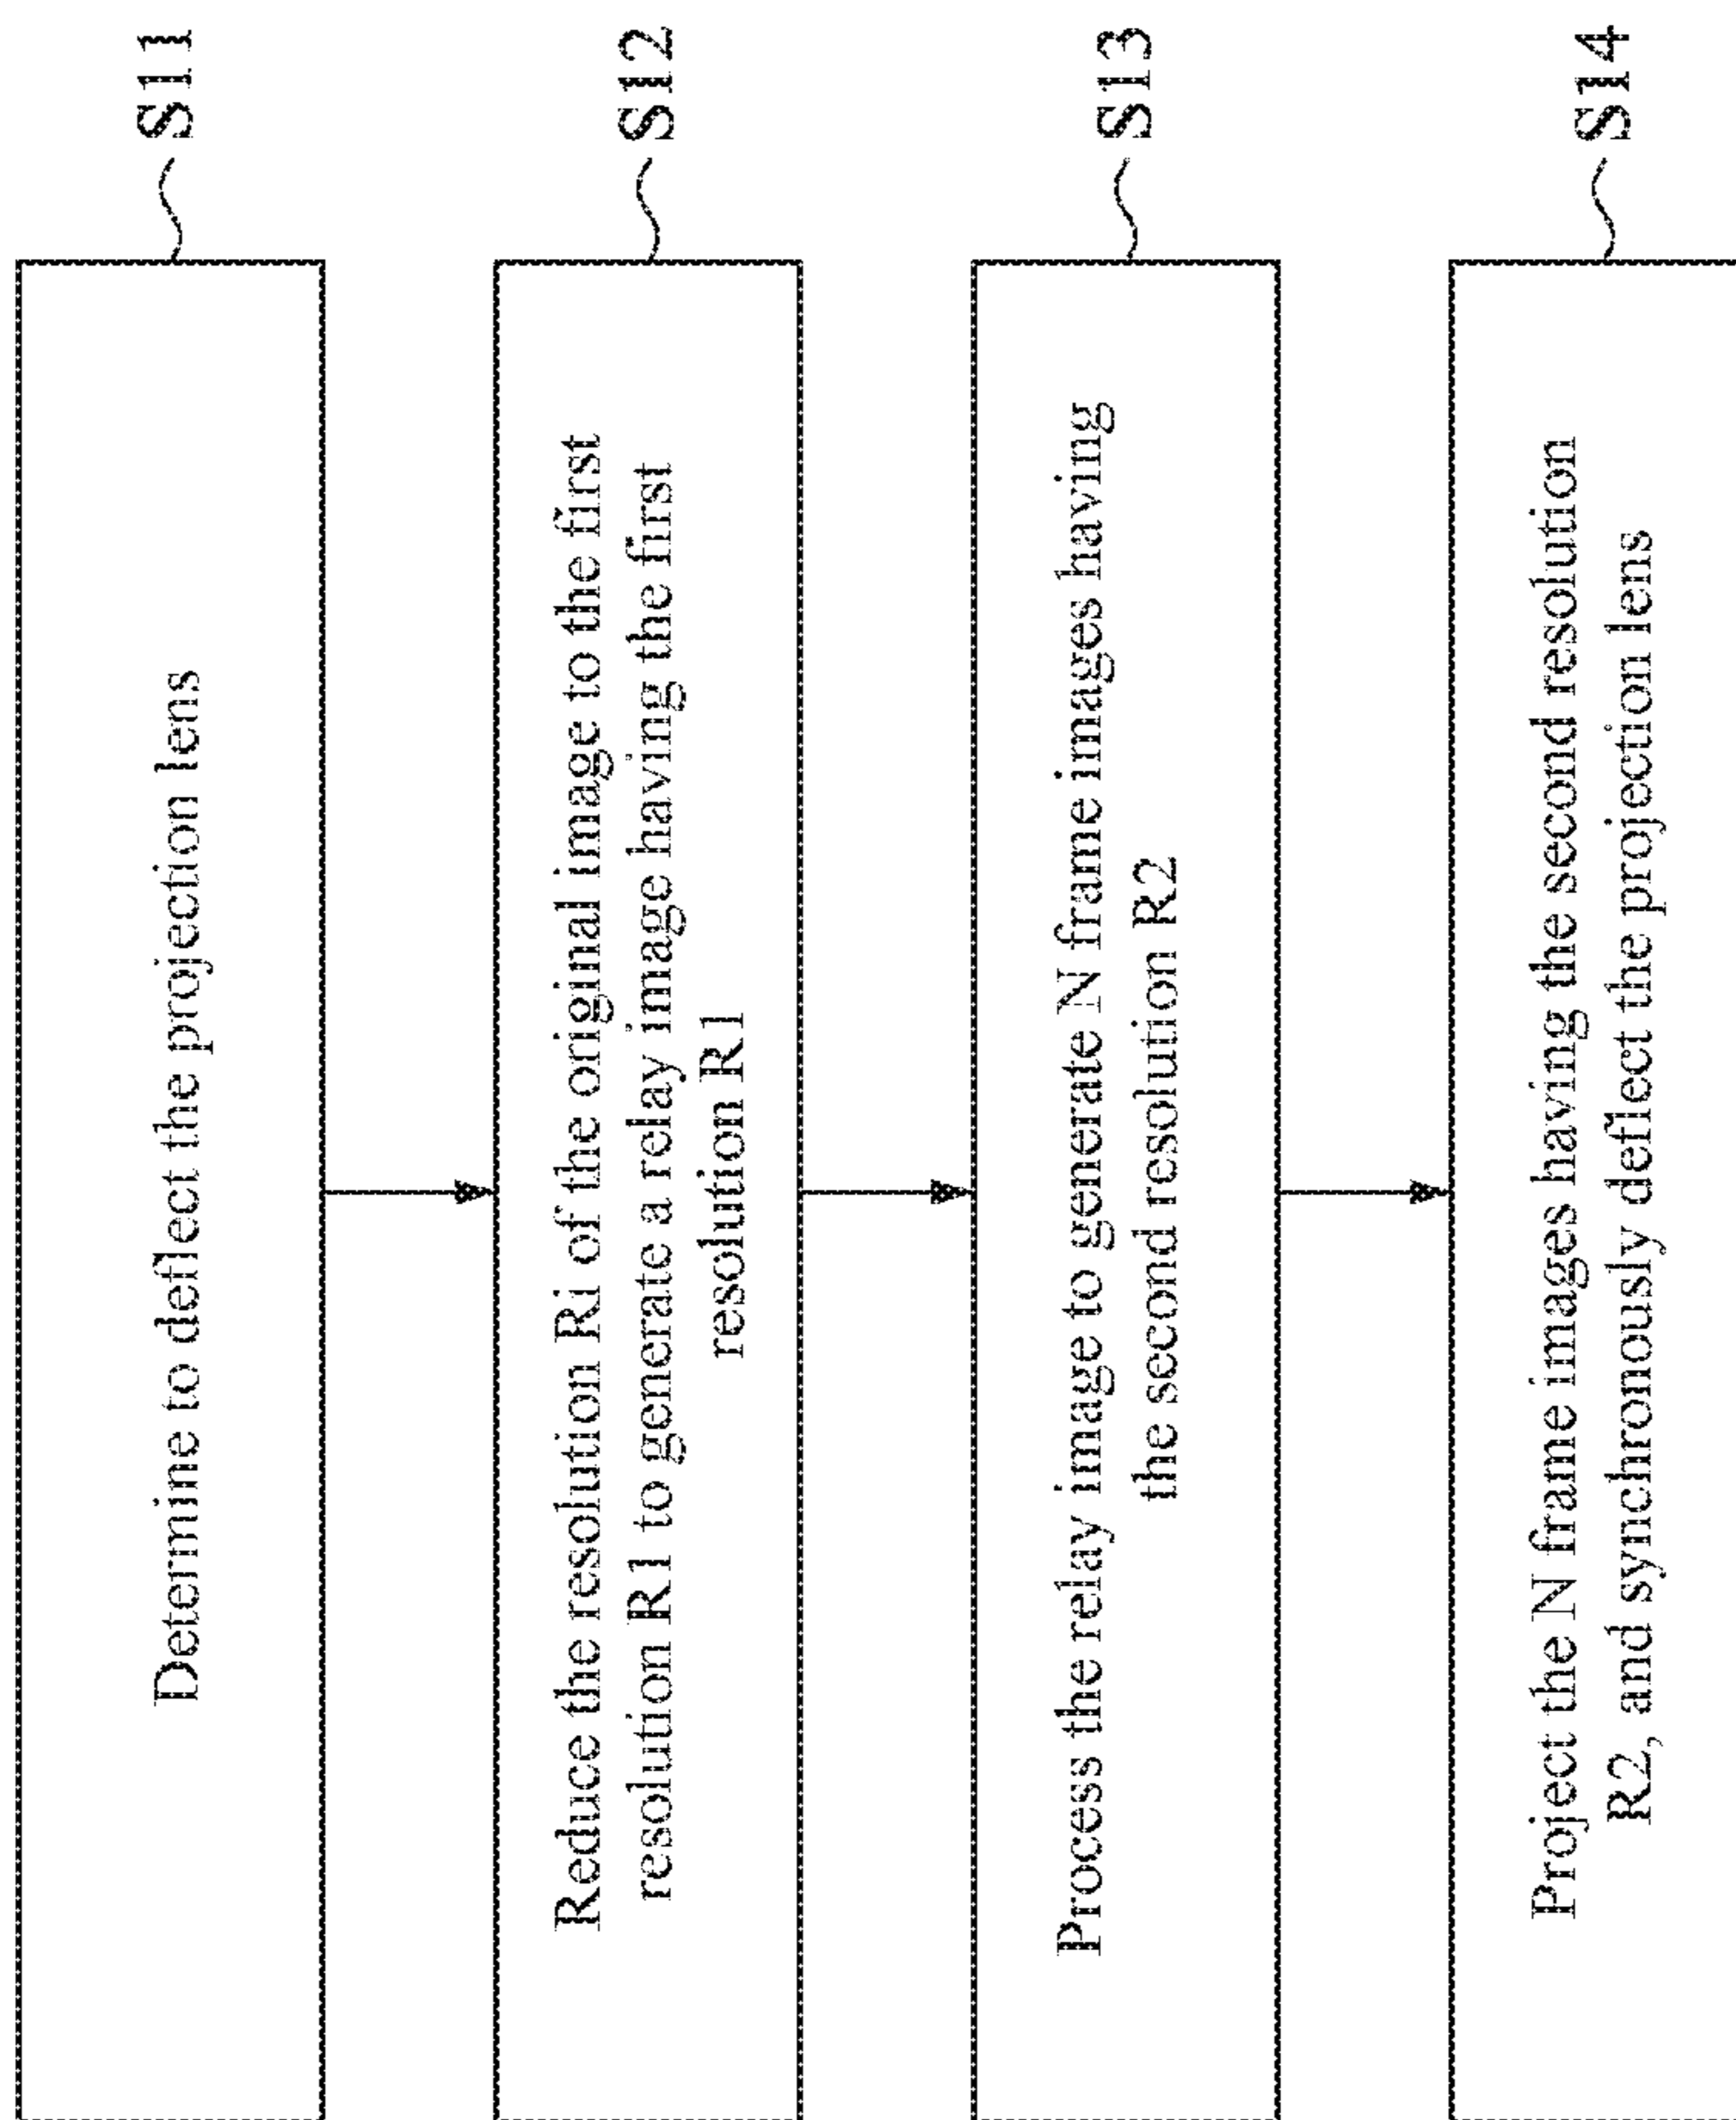 Determine to deflect the projection lens
S11
Reduce the resolution Ri of the original image to the first
resolution R1 to generate a relay image having the first
resolution R1
S12
Process the relay image to generate N frame images having
the second resolution R2
S13
Project the N frame images having the second resolution
R2, and synchronously deflect the projection lens
S14